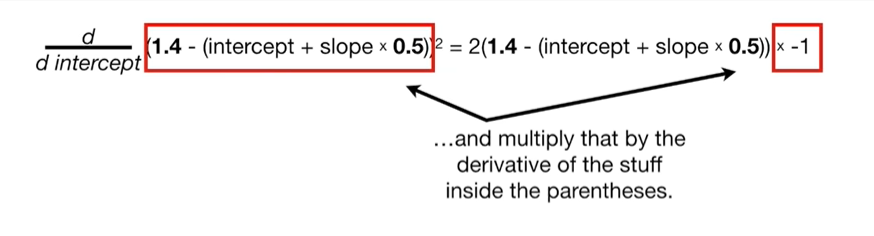 d
d intercept
(1.4 - (intercept + slope × 0.5))² = 2(1.4 - (intercept + slope × 0.5)) × -1
…and multiply that by the
derivative of the stuff
inside the parentheses.